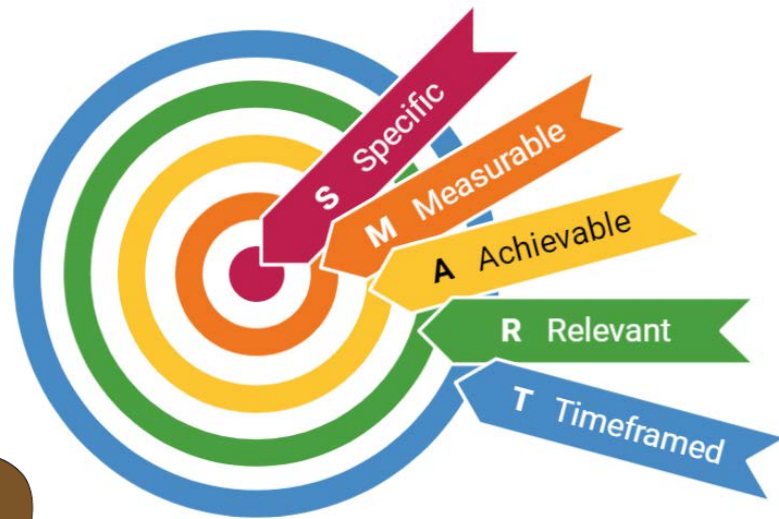 S Specific
M Measurable
A Achievable
R Relevant
T Timeframed